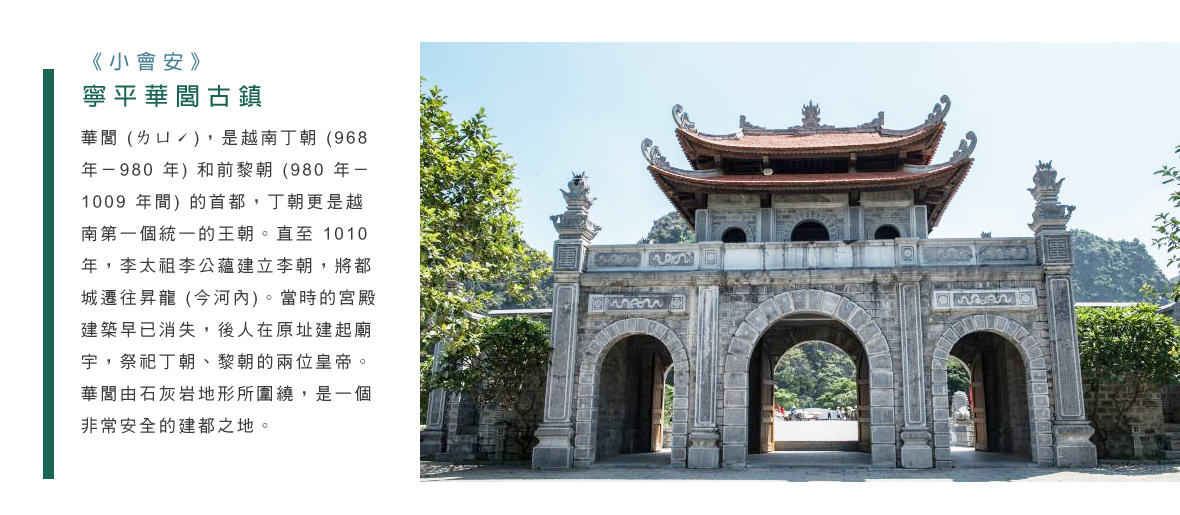 《小會安》
寧平華閭古鎮
華閭 (ㄌㄩˊ)，是越南丁朝 (968
年－980 年) 和前黎朝 (980 年－
1009 年間) 的首都，丁朝更是越
南第一個統一的王朝。直至 1010
年，李太祖李公蘊建立李朝，將都
城遷往昇龍 (今河內)。當時的宮殿
建築早已消失，後人在原址建起廟
宇，祭祀丁朝、黎朝的兩位皇帝。
華閭由石灰岩地形所圍繞，是一個
非常安全的建都之地。